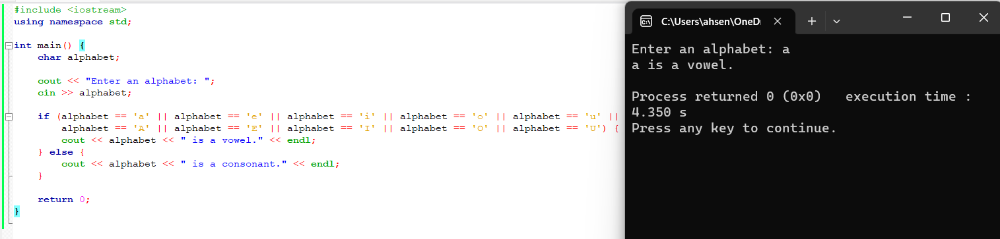 #include <iostream>
using namespace std;
int main() {
    char alphabet;
    cout << "Enter an alphabet: ";
    cin >> alphabet;
    if (alphabet == 'a' || alphabet == 'e' || alphabet == 'i' || alphabet == 'o' || alphabet == 'u' ||
        alphabet == 'A' || alphabet == 'E' || alphabet == 'I' || alphabet == 'O' || alphabet == 'U') {
        cout << alphabet << " is a vowel." << endl;
    } else {
        cout << alphabet << " is a consonant." << endl;
    }
    return 0;
}
C:\Users\ahsen\OneD
Enter an alphabet: a
a is a vowel.
Process returned 0 (0x0)   execution time :
4.350 s
Press any key to continue.